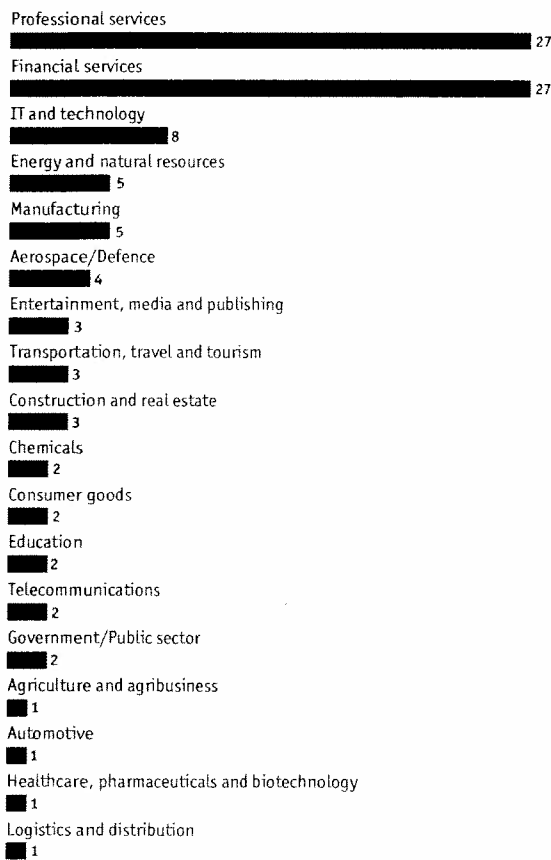 Professional services
27
Financial services
27
IT and technology
8
Energy and natural resources
5
Manufacturing
5
Aerospace/Defence
4
Entertainment, media and publishing
3
Transportation, travel and tourism
3
Construction and real estate
3
Chemicals
2
Consumer goods
2
Education
2
Telecommunications
2
Government/Public sector
2
Agriculture and agribusiness
1
Automotive
1
Healthcare, pharmaceuticals and biotechnology
1
Logistics and distribution
1